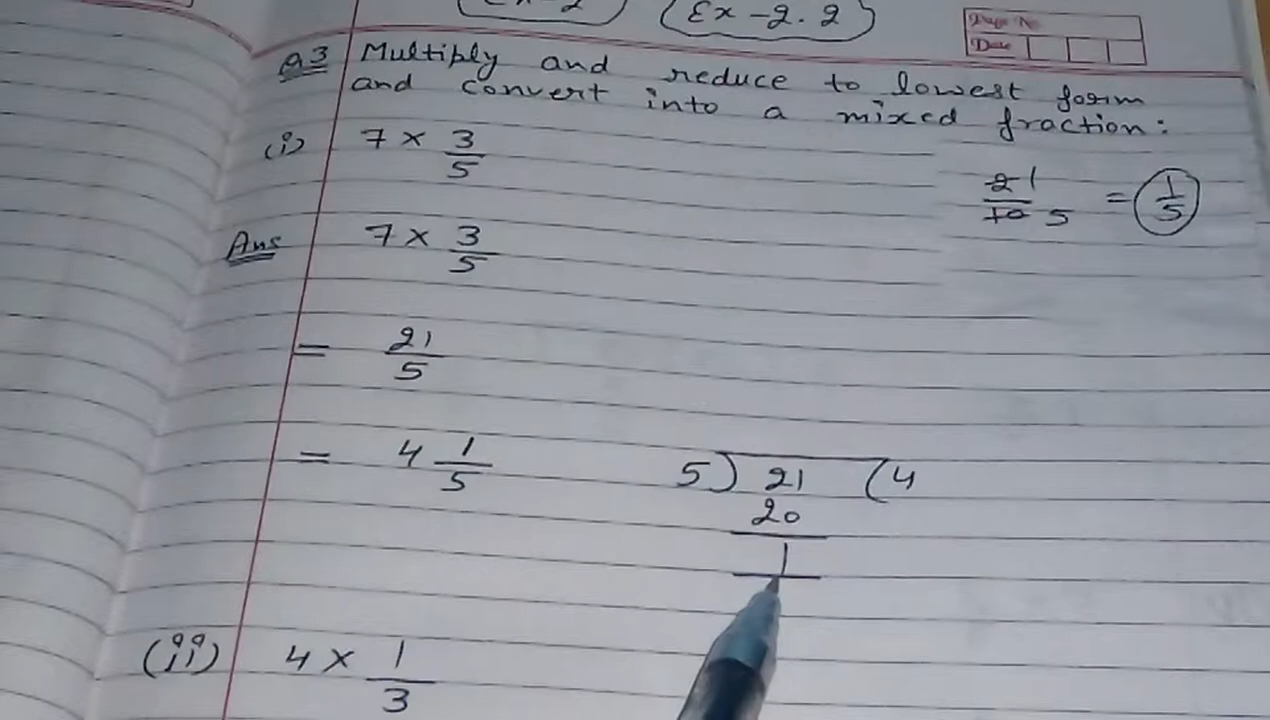 (Ex-2.2)
Page No.
Date
Q3 Multiply and reduce to lowest form
and convert into a mixed fraction:
(i) 7 × 3/5
21/10 1 5 = 1/5
Ans 7 × 3/5
= 21/5
= 4 1/5
5) 21 (4
20
1
(ii) 4 × 1/3